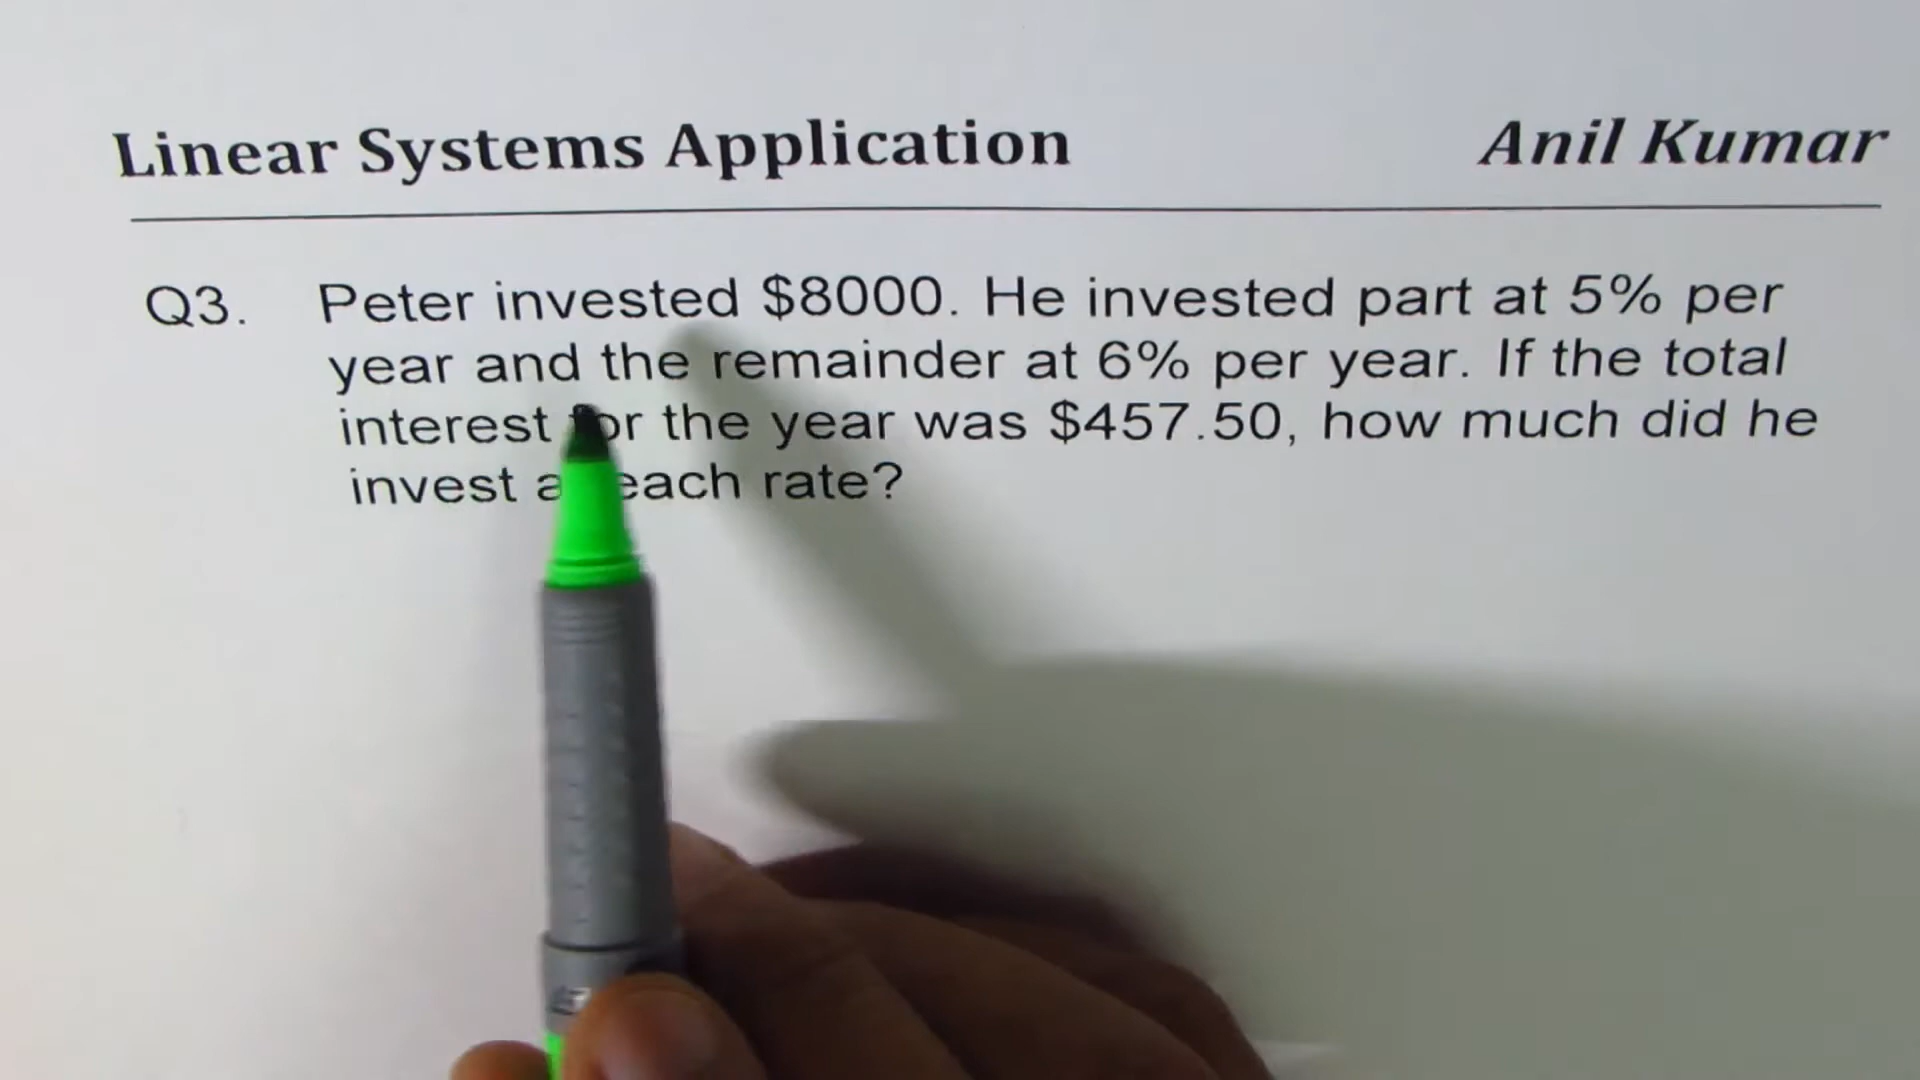 Linear Systems Application
Anil Kumar
Q3. Peter invested $8000. He invested part at 5% per
year and the remainder at 6% per year. If the total
interest for the year was $457.50, how much did he
invest each rate?